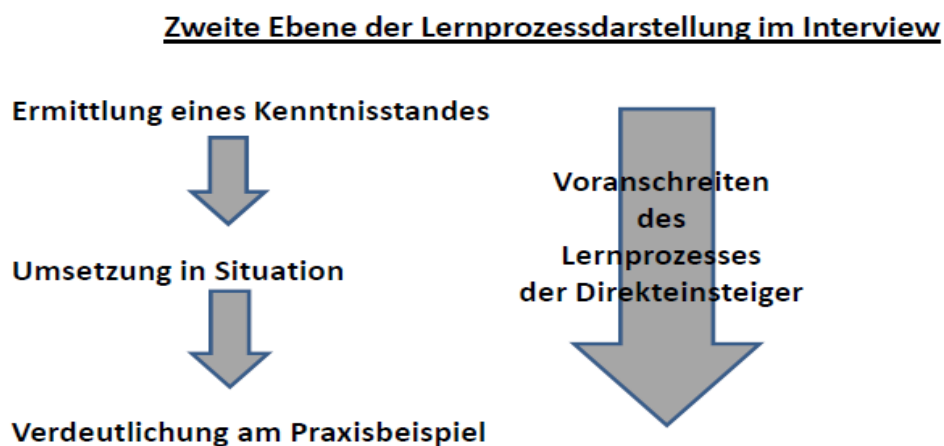 Zweite Ebene der Lernprozessdarstellung im Interview
Ermittlung eines Kenntnisstandes
Umsetzung in Situation
Verdeutlichung am Praxisbeispiel
Voranschreiten
des
Lernprozesses
der Direkteinsteiger